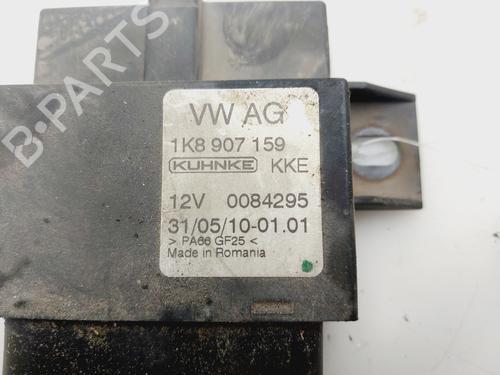 B-PARTS
VW AG
1K8 907 159
KUHNKE KKE
12V 0084295
31/05/10-01.01
> PA66 GF25 <
Made in Romania